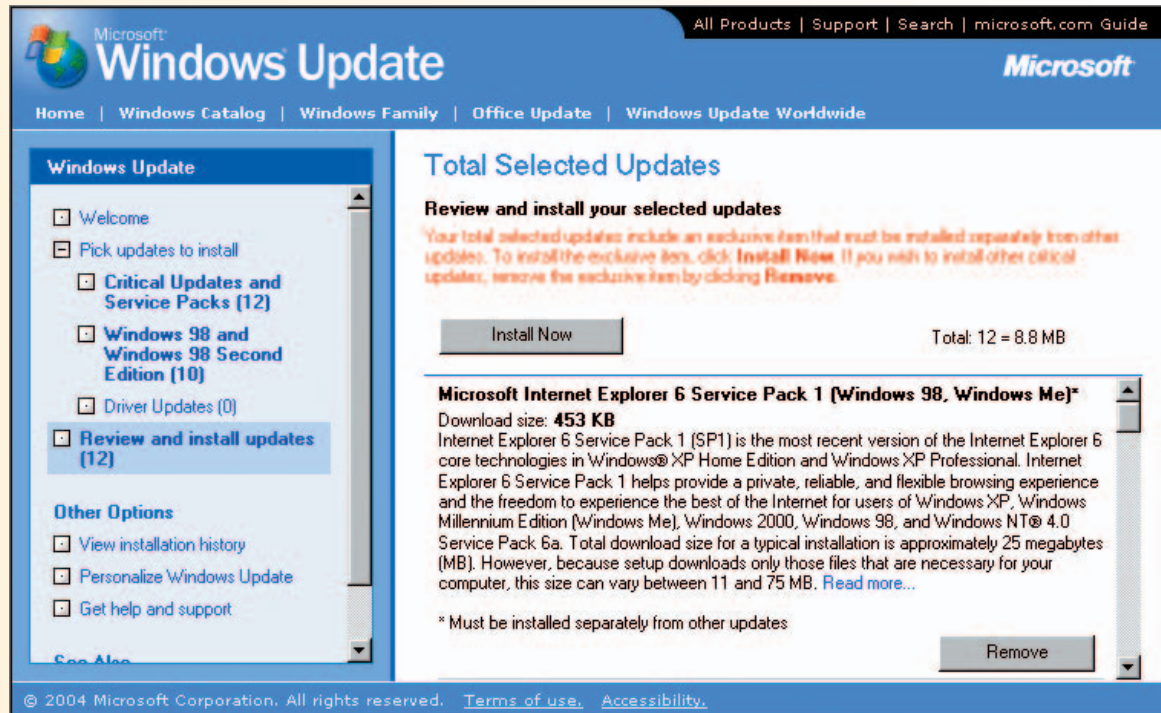 All Products | Support | Search | microsoft.com Guide
Microsoft
Windows Update
Microsoft
Home | Windows Catalog | Windows Family | Office Update | Windows Update Worldwide
Windows Update
Welcome
Pick updates to install
Critical Updates and
Service Packs (12)
Windows 98 and
Windows 98 Second
Edition (10)
Driver Updates (0)
Review and install updates
(12)
Other Options
View installation history
Personalize Windows Update
Get help and support
See Also
Total Selected Updates
Review and install your selected updates
Your total selected updates include an exclusive item that must be installed separately from other
updates. To install the exclusive item, click Install Now. If you wish to install other critical
updates, remove the exclusive item by clicking Remove.
Install Now
Total: 12 = 8.8 MB
Microsoft Internet Explorer 6 Service Pack 1 (Windows 98, Windows Me)*
Download size: 453 KB
Internet Explorer 6 Service Pack 1 (SP1) is the most recent version of the Internet Explorer 6
core technologies in Windows® XP Home Edition and Windows XP Professional. Internet
Explorer 6 Service Pack 1 helps provide a private, reliable, and flexible browsing experience
and the freedom to experience the best of the Internet for users of Windows XP, Windows
Millennium Edition (Windows Me), Windows 2000, Windows 98, and Windows NT® 4.0
Service Pack 6a. Total download size for a typical installation is approximately 25 megabytes
(MB). However, because setup downloads only those files that are necessary for your
computer, this size can vary between 11 and 75 MB. Read more...
* Must be installed separately from other updates
Remove
© 2004 Microsoft Corporation. All rights reserved. Terms of use. Accessibility.